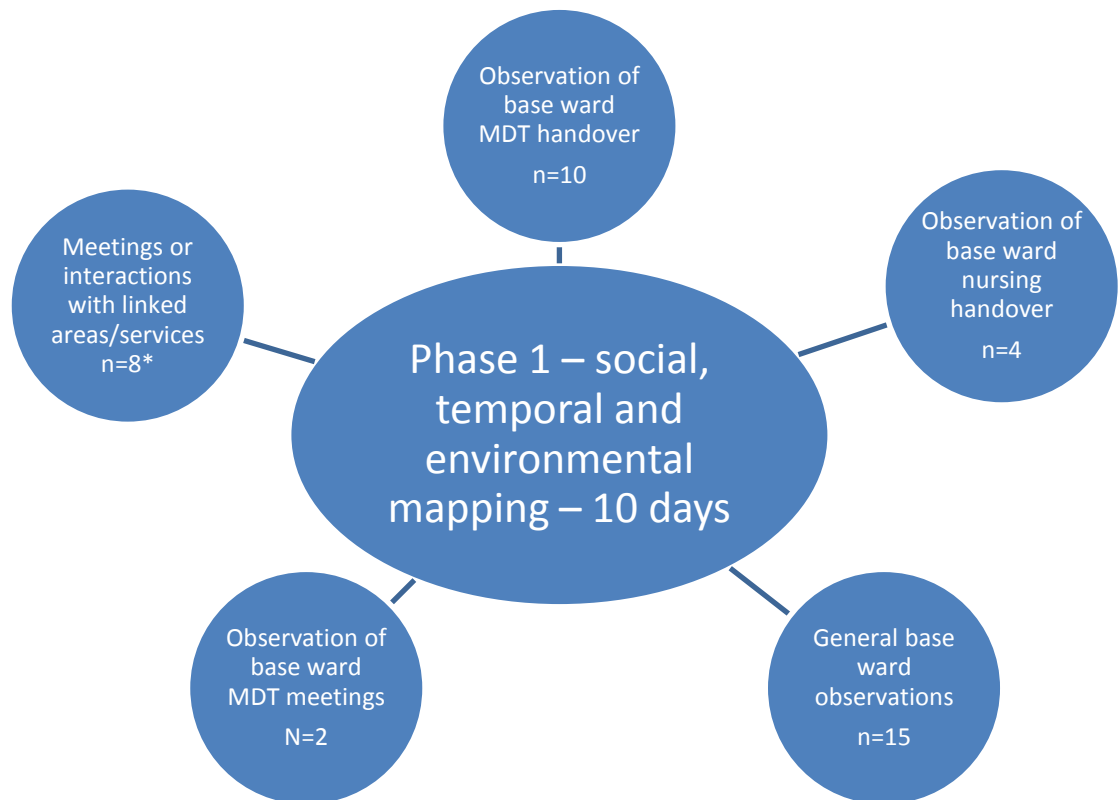 Observation of
base ward
MDT handover
n=10
Observation of
base ward
nursing
handover
n=4
Meetings or
interactions
with linked
areas/services
n=8*
Phase 1 – social,
temporal and
environmental
mapping – 10 days
Observation of
base ward
MDT meetings
N=2
General base
ward
observations
n=15